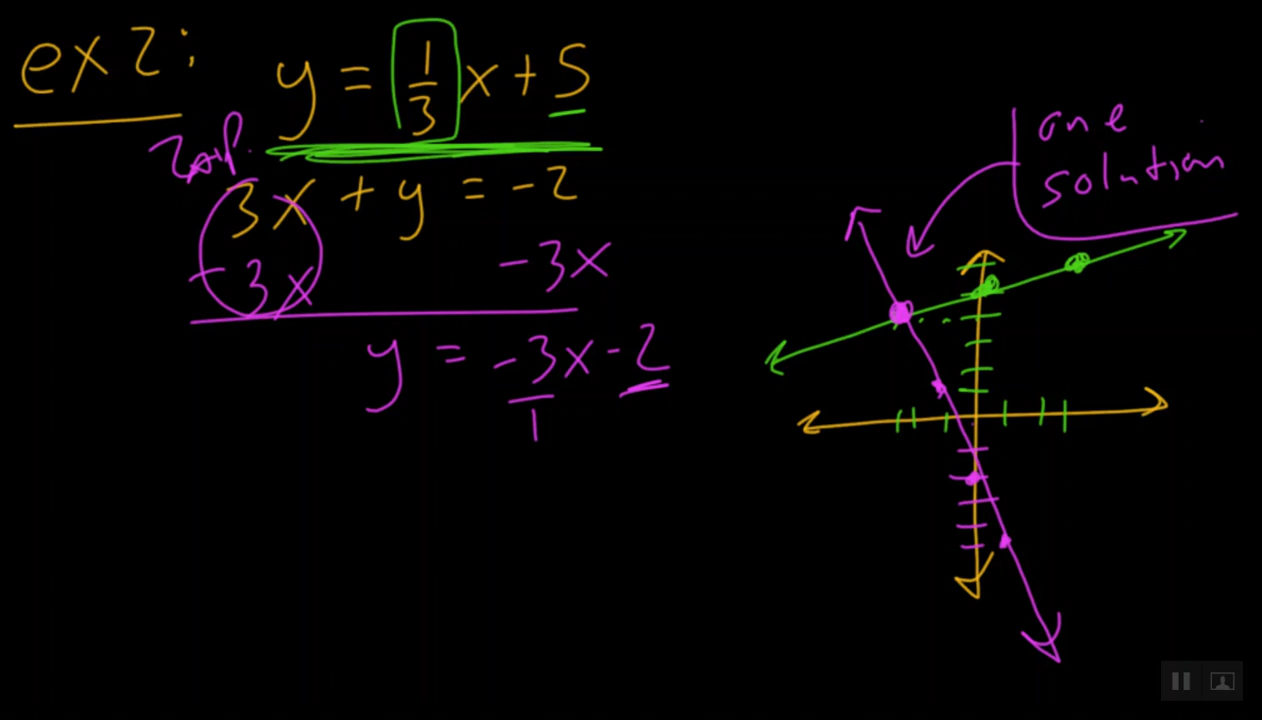 ex 2:
y = 1/3 x + 5
3x + y = -2
-3x -3x
y = -3x/1 - 2
one
solution